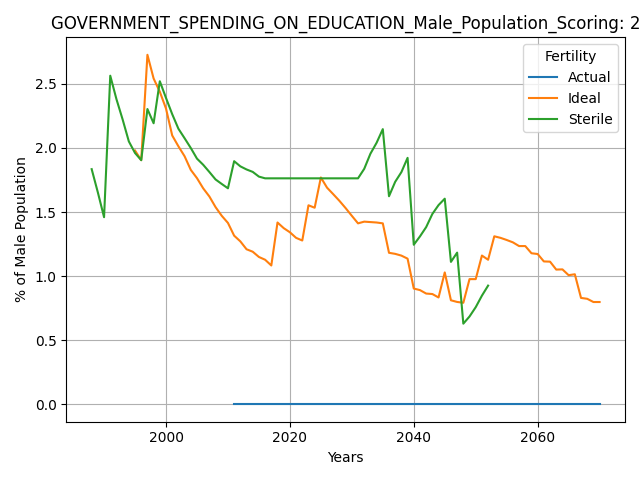 GOVERNMENT_SPENDING_ON_EDUCATION_Male_Population_Scoring: 2
Fertility
Actual
Ideal
Sterile
% of Male Population
2.5
2.0
1.5
1.0
0.5
0.0
2000 2020 2040 2060
Years